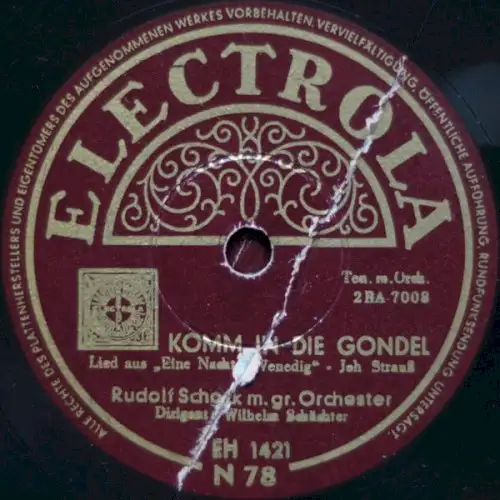 ALLE RECHTE DES PLATTENHERSTELLERS UND EIGENTÜMERS DES AUFGENOMMENEN WERKES VORBEHALTEN. VERVIELFÄLTIGUNG, ÖFFENTLICHE AUFFÜHRUNG, RUNDFUNKSENDUNG UNTERSAGT.
ELECTROLA
Ten. m. Orch.
2RA-7008
KOMM IN DIE GONDEL
Lied aus „Eine Nacht Venedig" - Joh Strauß
Rudolf Schock m. gr. Orchester
Dirigent: Wilhelm Schüchter
EH 1421
N 78